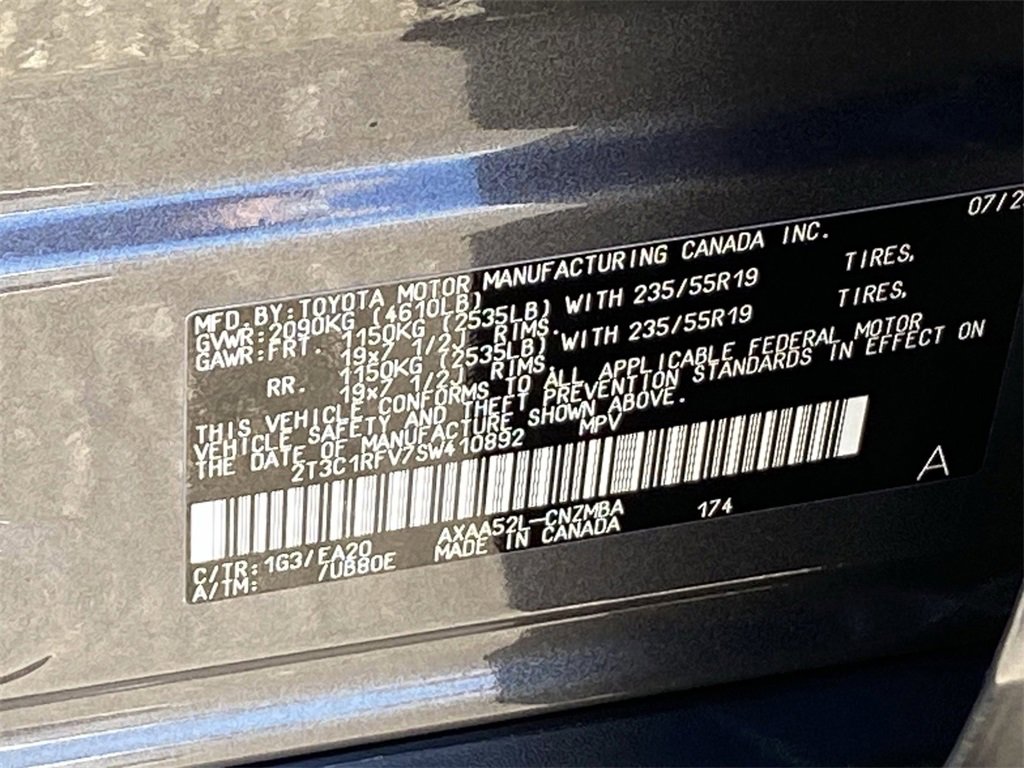 07/2
MFD. BY: TOYOTA MOTOR MANUFACTURING CANADA INC.
GVWR: 2090KG (4610LB)
GAWR: FRT. 1150KG (2535LB) WITH 235/55R19 TIRES,
19x7 1/2J RIMS.
RR. 1150KG (2535LB) WITH 235/55R19 TIRES,
19x7 1/2J RIMS.
THIS VEHICLE CONFORMS TO ALL APPLICABLE FEDERAL MOTOR
VEHICLE SAFETY AND THEFT PREVENTION STANDARDS IN EFFECT ON
THE DATE OF MANUFACTURE SHOWN ABOVE.
2T3C1RFV7SW410892 MPV
A
C/TR: 1G3/EA20 AXAA52L-CNZMBA 174
A/TM: /UB80E MADE IN CANADA